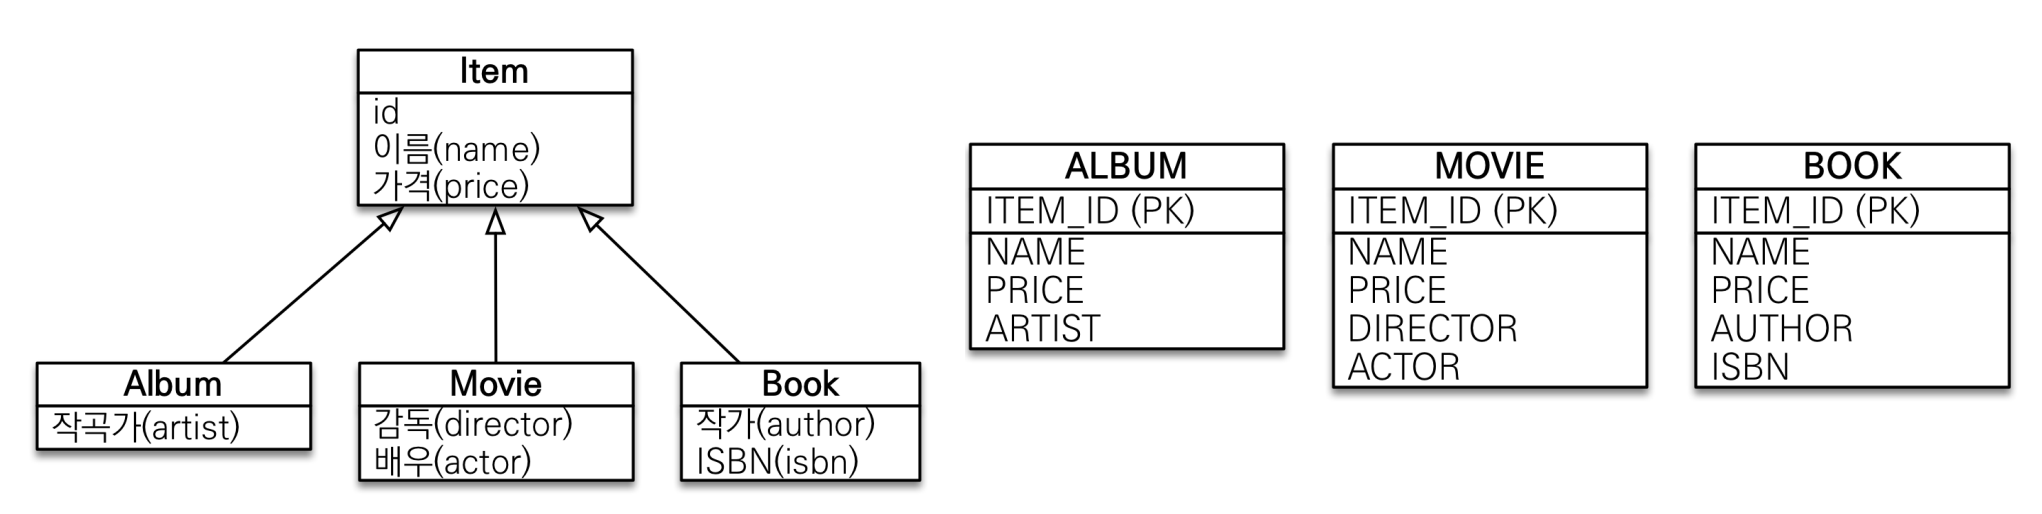 Item
id
이름(name)
가격(price)
Album
작곡가(artist)
Movie
감독(director)
배우(actor)
Book
작가(author)
ISBN(isbn)
ALBUM
ITEM_ID (PK)
NAME
PRICE
ARTIST
MOVIE
ITEM_ID (PK)
NAME
PRICE
DIRECTOR
ACTOR
BOOK
ITEM_ID (PK)
NAME
PRICE
AUTHOR
ISBN